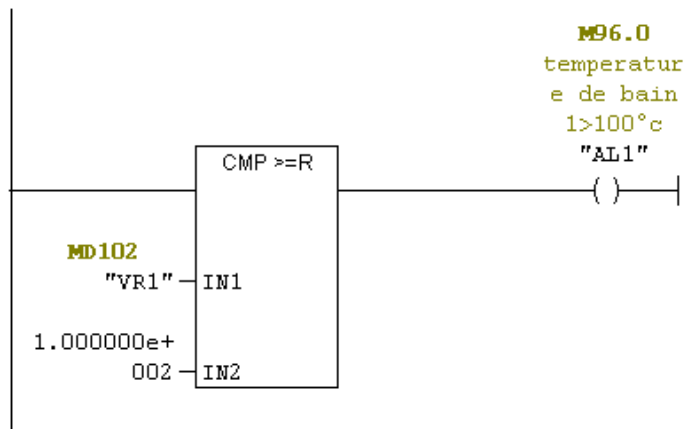 M96.0
temperatur
e de bain
1>100°c
"AL1"
CMP >=R
( )
MD102
"VR1" IN1
1.000000e+
002 IN2